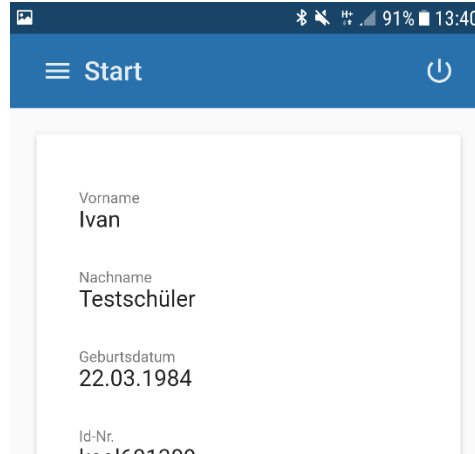 H+ 91% 13:40
Start
Vorname
Ivan
Nachname
Testschüler
Geburtsdatum
22.03.1984
Id-Nr.